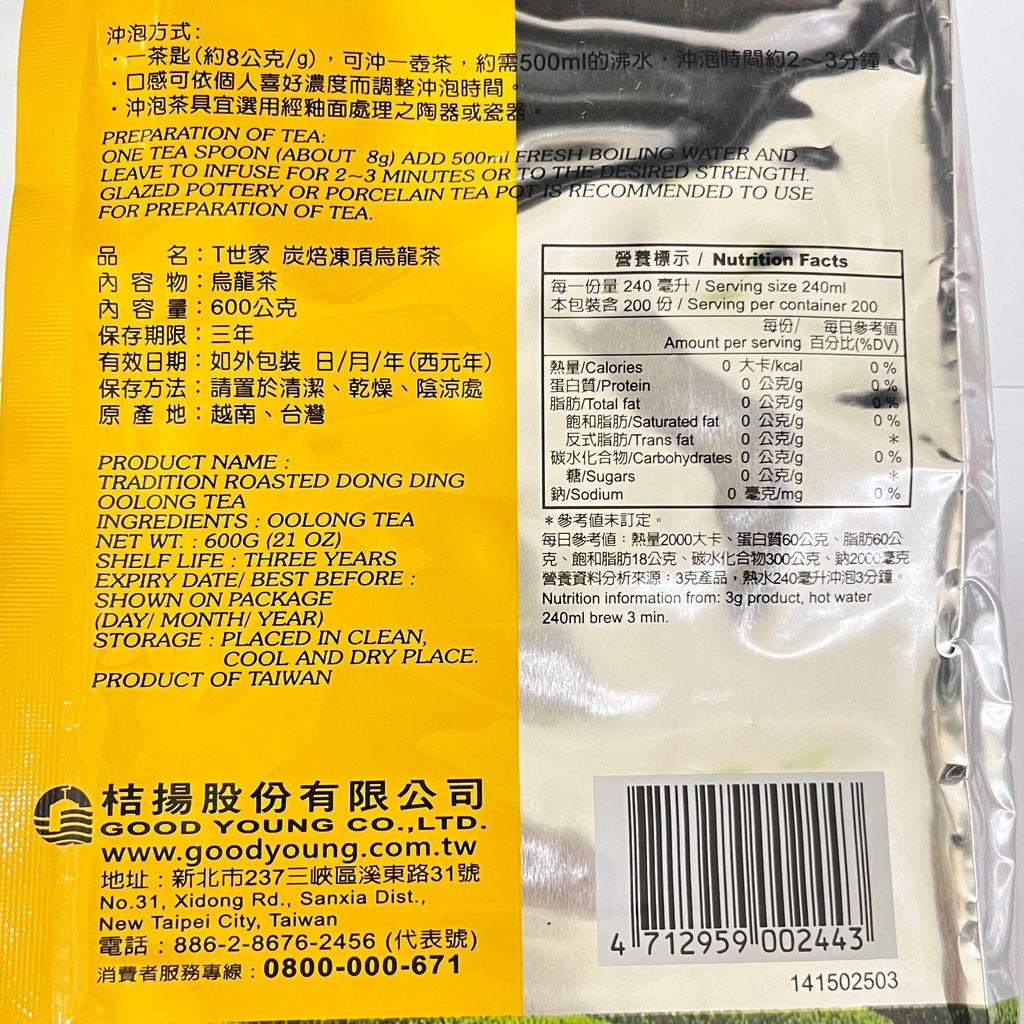 沖泡方式：
・一茶匙(約8公克/g)，可沖一壺茶，約需500ml的沸水，沖泡時間約2～3分鐘。
・口感可依個人喜好濃度而調整沖泡時間。
・沖泡茶具宜選用經釉面處理之陶器或瓷器。
PREPARATION OF TEA:
ONE TEA SPOON (ABOUT 8g) ADD 500ml FRESH BOILING WATER AND
LEAVE TO INFUSE FOR 2~3 MINUTES OR TO THE DESIRED STRENGTH.
GLAZED POTTERY OR PORCELAIN TEA POT IS RECOMMENDED TO USE
FOR PREPARATION OF TEA.
品 名：T世家 炭焙凍頂烏龍茶
內 容 物：烏龍茶
內 容 量：600公克
保存期限：三年
有效日期：如外包裝 日/月/年(西元年)
保存方法：請置於清潔、乾燥、陰涼處
原 產 地：越南、台灣
PRODUCT NAME :
TRADITION ROASTED DONG DING
OOLONG TEA
INGREDIENTS : OOLONG TEA
NET WT. : 600G (21 OZ)
SHELF LIFE : THREE YEARS
EXPIRY DATE/ BEST BEFORE :
SHOWN ON PACKAGE
(DAY/ MONTH/ YEAR)
STORAGE : PLACED IN CLEAN,
COOL AND DRY PLACE.
PRODUCT OF TAIWAN
營養標示 / Nutrition Facts
每一份量 240 毫升 / Serving size 240ml
本包裝含 200 份 / Serving per container 200
每份/ 每日參考值
Amount per serving 百分比(%DV)
熱量/Calories 0 大卡/kcal 0 %
蛋白質/Protein 0 公克/g 0 %
脂肪/Total fat 0 公克/g 0 %
飽和脂肪/Saturated fat 0 公克/g 0 %
反式脂肪/Trans fat 0 公克/g *
碳水化合物/Carbohydrates 0 公克/g 0 %
糖/Sugars 0 公克/g *
鈉/Sodium 0 毫克/mg 0 %
*參考值未訂定。
每日參考值：熱量2000大卡、蛋白質60公克、脂肪60公
克、飽和脂肪18公克、碳水化合物300公克、鈉2000毫克
營養資料分析來源：3克產品，熱水240毫升沖泡3分鐘。
Nutrition information from: 3g product, hot water
240ml brew 3 min.
桔揚股份有限公司
GOOD YOUNG CO.,LTD.
www.goodyoung.com.tw
地址：新北市237三峽區溪東路31號
No.31, Xidong Rd., Sanxia Dist.,
New Taipei City, Taiwan
電話：886-2-8676-2456 (代表號)
消費者服務專線：0800-000-671
4 712959 002443
141502503